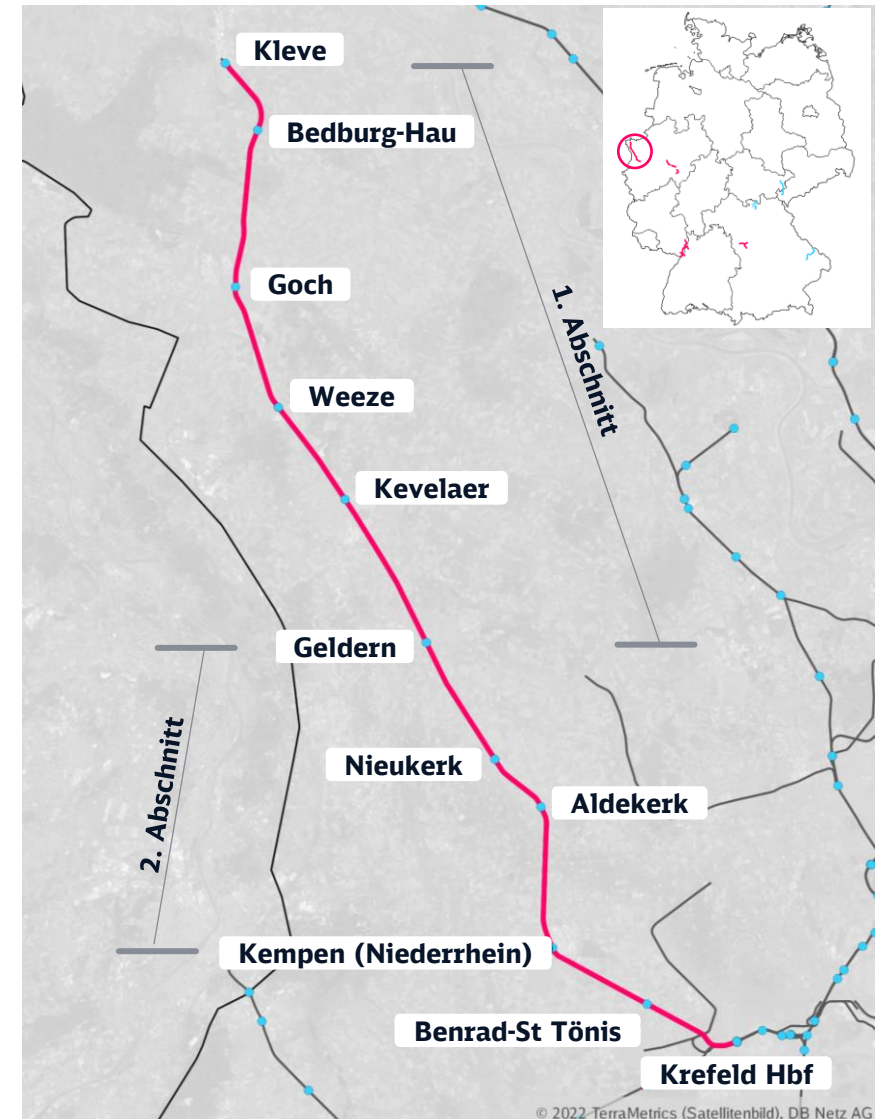 Kleve
Bedburg-Hau
Goch
1. Abschnitt
Weeze
Kevelaer
Geldern
2. Abschnitt
Nieukerk
Aldekerk
Kempen (Niederrhein)
Benrad-St Tönis
Krefeld Hbf
© 2022 TerraMetrics (Satellitenbild), DB Netz AG